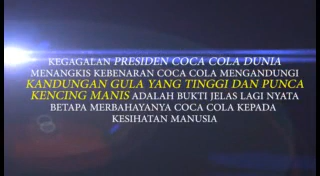 KEGAGALAN PRESIDEN COCA COLA DUNIA
MENANGKIS KEBENARAN COCA COLA MENGANDUNGI
KANDUNGAN GULA YANG TINGGI DAN PUNCA
KENCING MANIS ADALAH BUKTI JELAS LAGI NYATA
BETAPA MERBAHAYANYA COCA COLA KEPADA
KESIHATAN MANUSIA